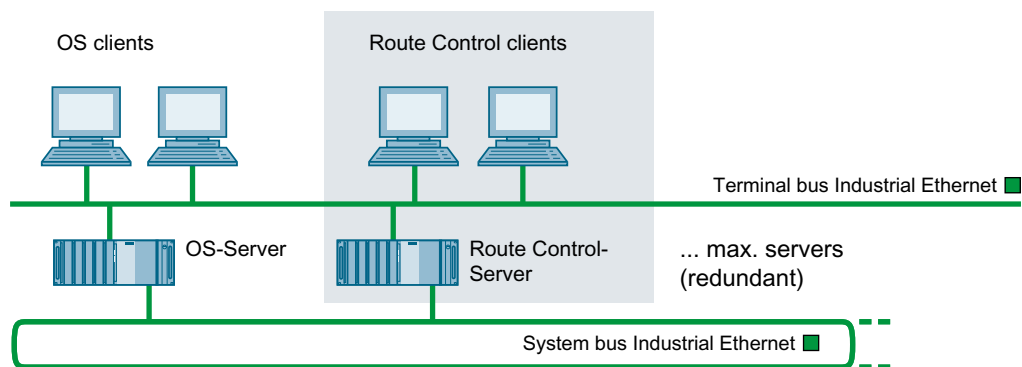 OS clients
Route Control clients
Terminal bus Industrial Ethernet
OS-Server
Route Control-
Server
... max. servers
(redundant)
System bus Industrial Ethernet